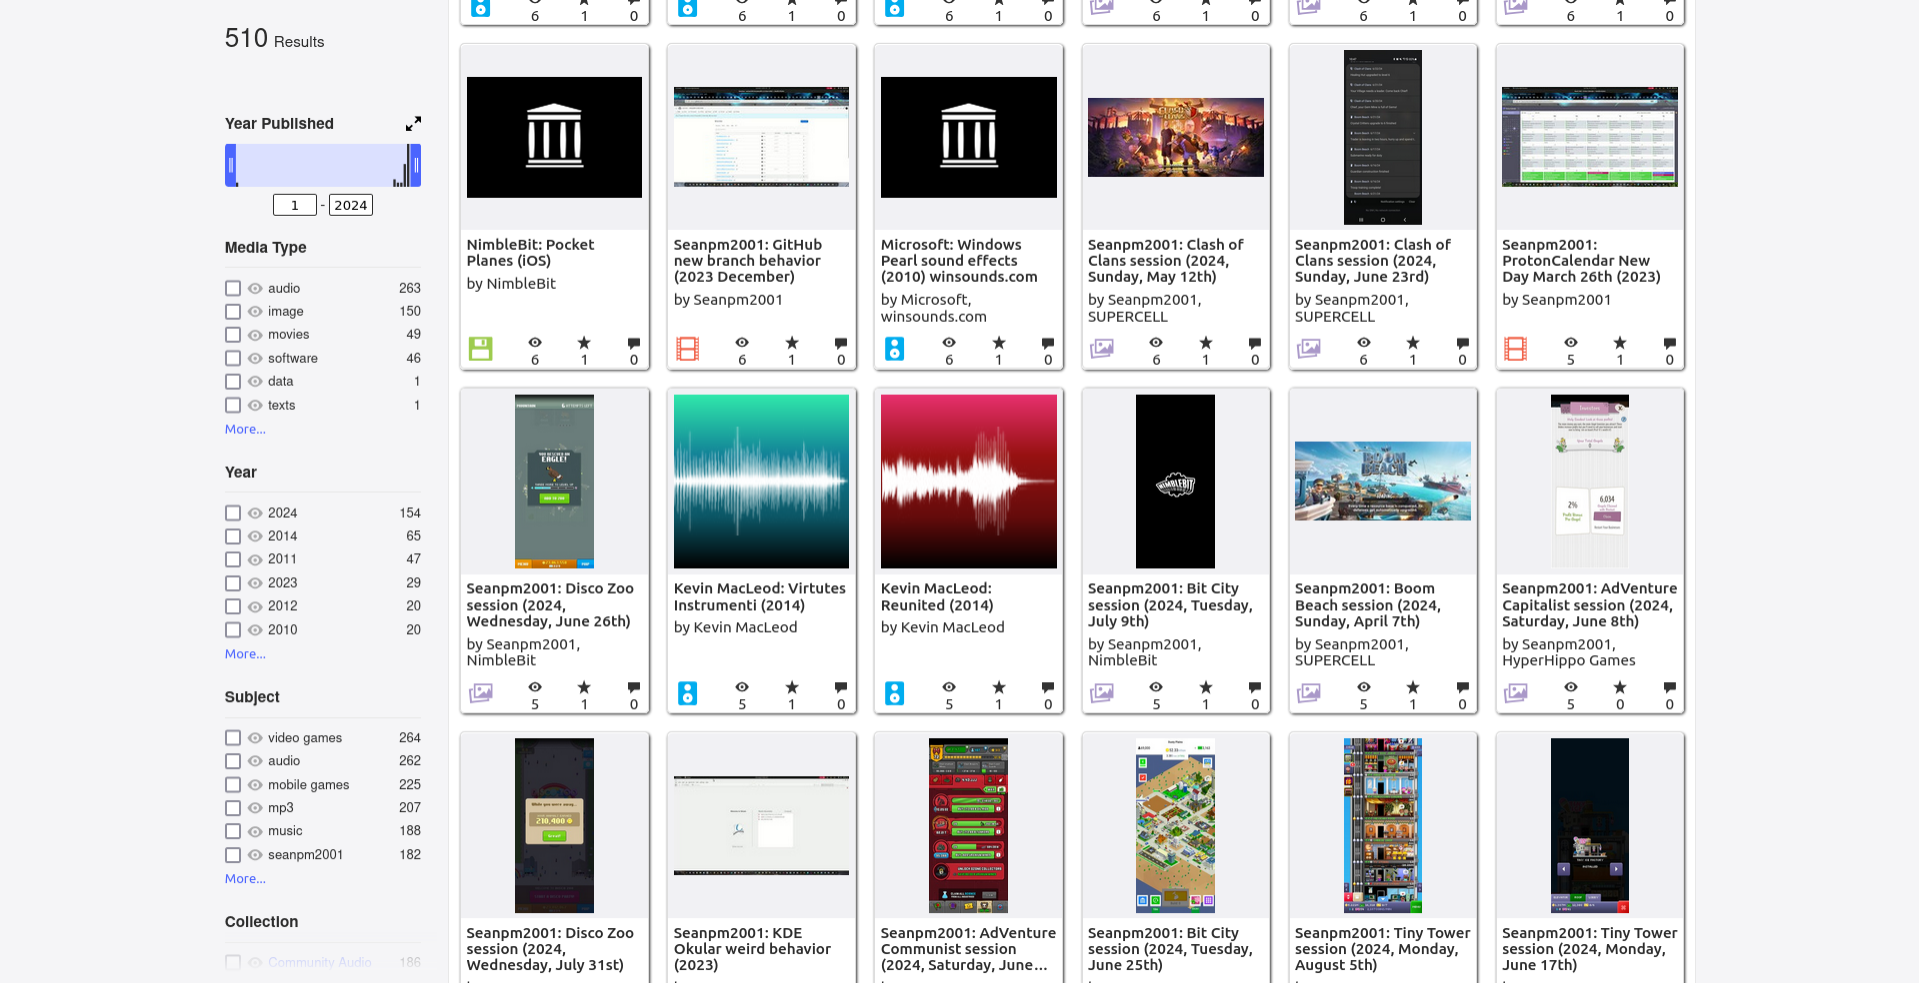 510 Results
Year Published
1 - 2024
Media Type
audio 263
image 150
movies 49
software 46
data 1
texts 1
More...
Year
2024 154
2014 65
2011 47
2023 29
2012 20
2010 20
More...
Subject
video games 264
audio 262
mobile games 225
mp3 207
music 188
seanpm2001 182
More...
Collection
Community Audio 186
6 1 0
6 1 0
6 1 0
6 1 0
6 1 0
6 1 0
NimbleBit: Pocket
Planes (iOS)
by NimbleBit
6 1 0
Seanpm2001: GitHub
new branch behavior
(2023 December)
by Seanpm2001
6 1 0
Microsoft: Windows
Pearl sound effects
(2010) winsounds.com
by Microsoft,
winsounds.com
6 1 0
Seanpm2001: Clash of
Clans session (2024,
Sunday, May 12th)
by Seanpm2001,
SUPERCELL
6 1 0
Seanpm2001: Clash of
Clans session (2024,
Sunday, June 23rd)
by Seanpm2001,
SUPERCELL
6 1 0
Seanpm2001:
ProtonCalendar New
Day March 26th (2023)
by Seanpm2001
5 1 0
EAGLE!
Seanpm2001: Disco Zoo
session (2024,
Wednesday, June 26th)
by Seanpm2001,
NimbleBit
5 1 0
Kevin MacLeod: Virtutes
Instrumenti (2014)
by Kevin MacLeod
5 1 0
Kevin MacLeod:
Reunited (2014)
by Kevin MacLeod
5 1 0
NIMBLEBIT
Seanpm2001: Bit City
session (2024, Tuesday,
July 9th)
by Seanpm2001,
NimbleBit
5 1 0
BOOM
BEACH
Seanpm2001: Boom
Beach session (2024,
Sunday, April 7th)
by Seanpm2001,
SUPERCELL
5 1 0
2%
6,034
Seanpm2001: AdVenture
Capitalist session (2024,
Saturday, June 8th)
by Seanpm2001,
HyperHippo Games
5 0 0
While you were away...
210,400
Seanpm2001: Disco Zoo
session (2024,
Wednesday, July 31st)
Seanpm2001: KDE
Okular weird behavior
(2023)
Seanpm2001: AdVenture
Communist session
(2024, Saturday, June...
Seanpm2001: Bit City
session (2024, Tuesday,
June 25th)
Seanpm2001: Tiny Tower
session (2024, Monday,
August 5th)
Seanpm2001: Tiny Tower
session (2024, Monday,
June 17th)